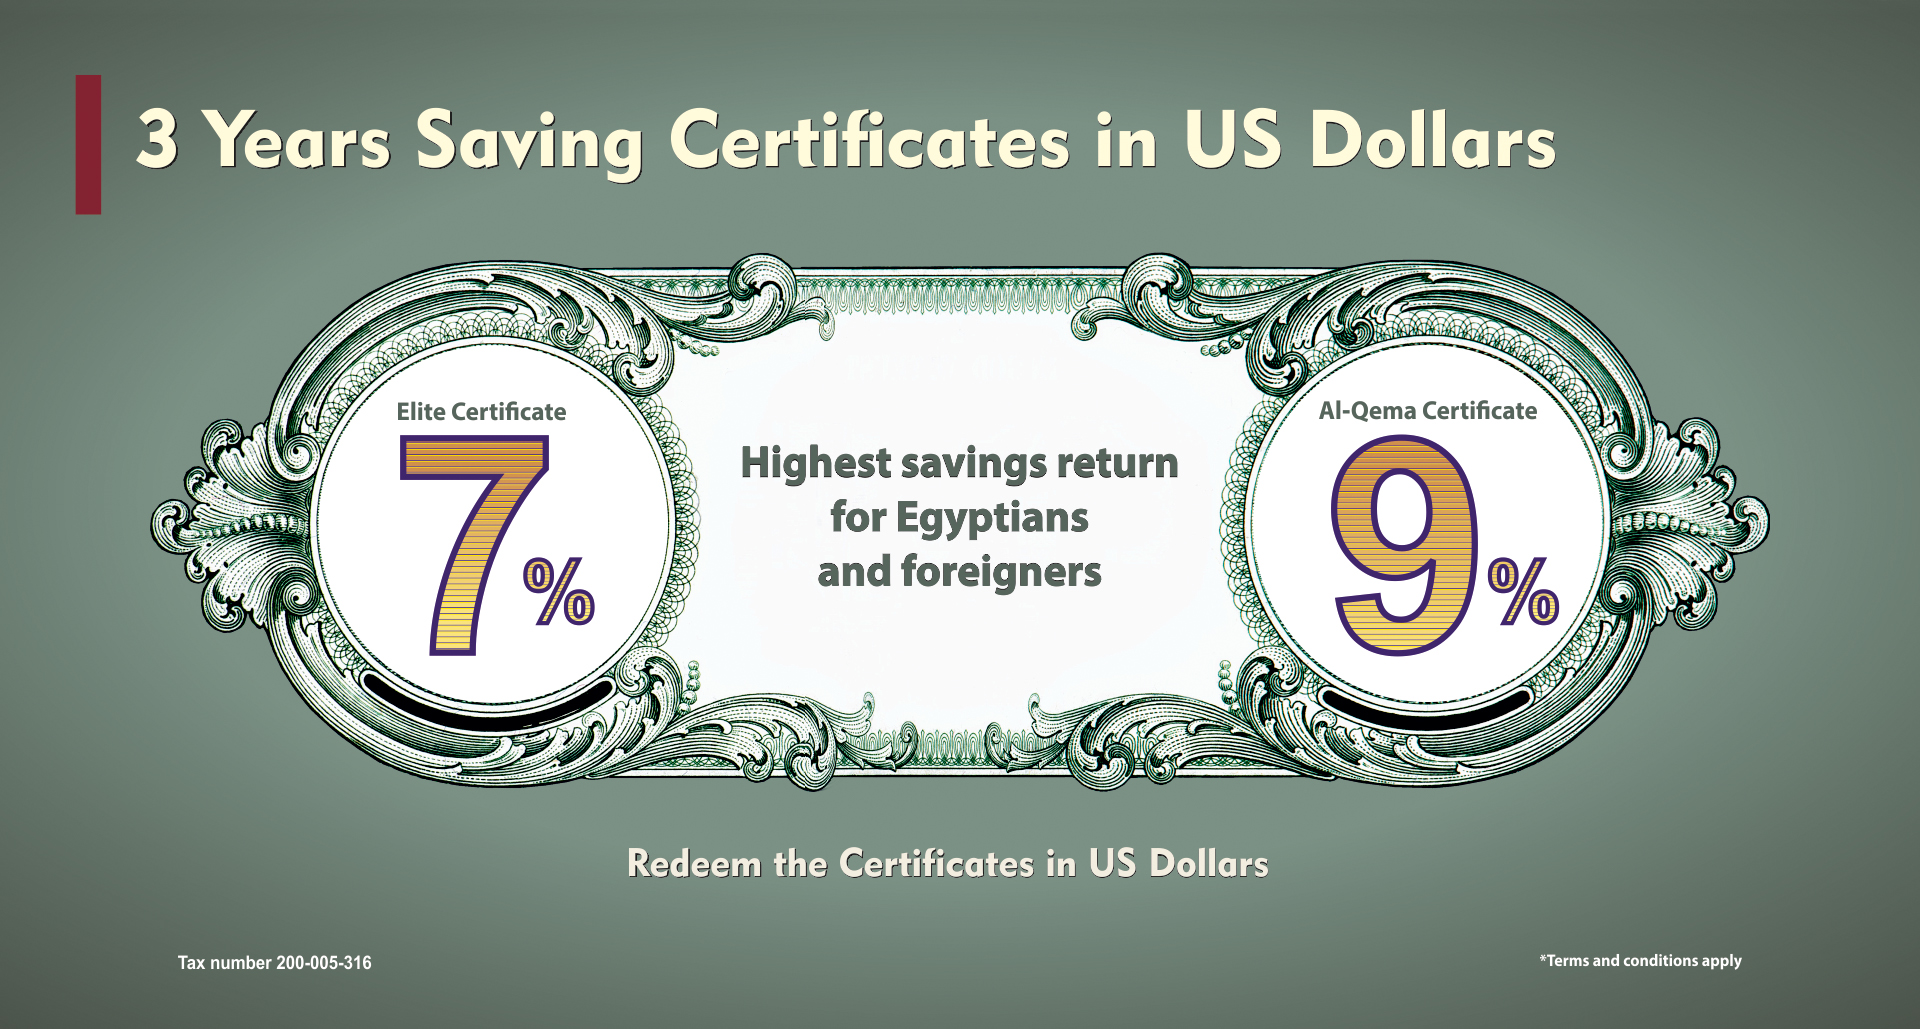 3 Years Saving Certificates in US Dollars
Elite Certificate
7%
Highest savings return
for Egyptians
and foreigners
Al-Qema Certificate
9%
Redeem the Certificates in US Dollars
Tax number 200-005-316
*Terms and conditions apply